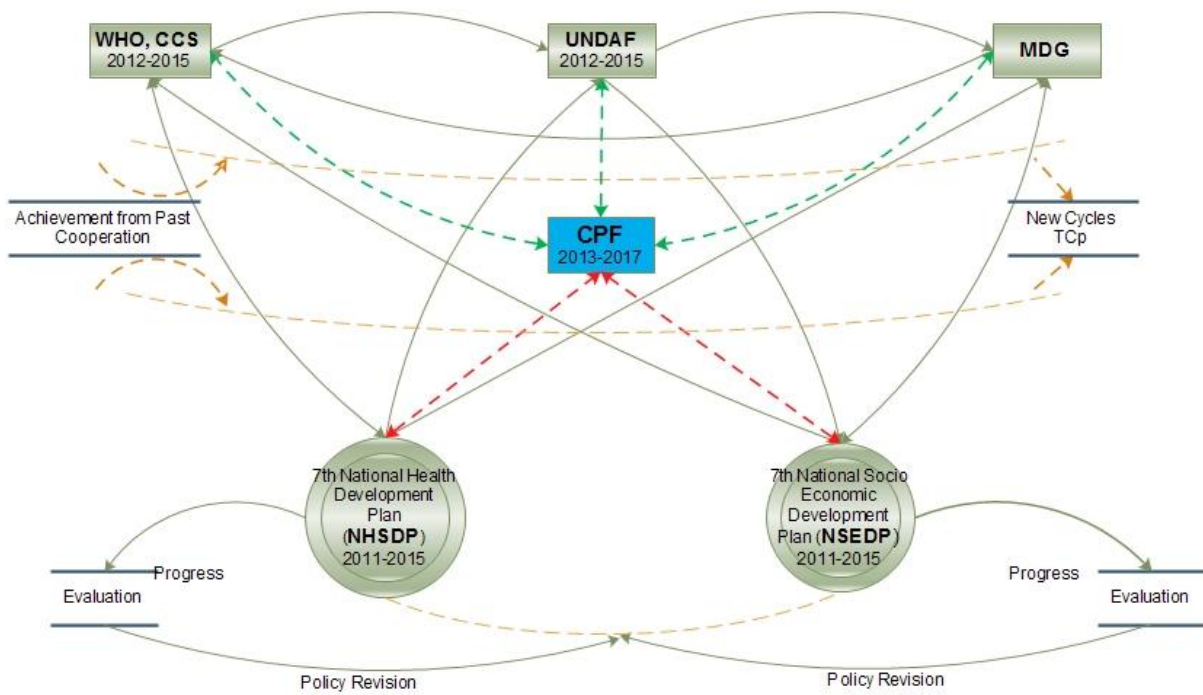 WHO, CCS
2012-2015
UNDAF
2012-2015
MDG
Achievement from Past
Cooperation
CPF
2013-2017
New Cycles
TCp
7th National Health
Development
Plan
(NHSDP)
2011-2015
7th National Socio
Economic
Development
Plan (NSEDP)
2011-2015
Progress
Evaluation
Progress
Evaluation
Policy Revision
Policy Revision